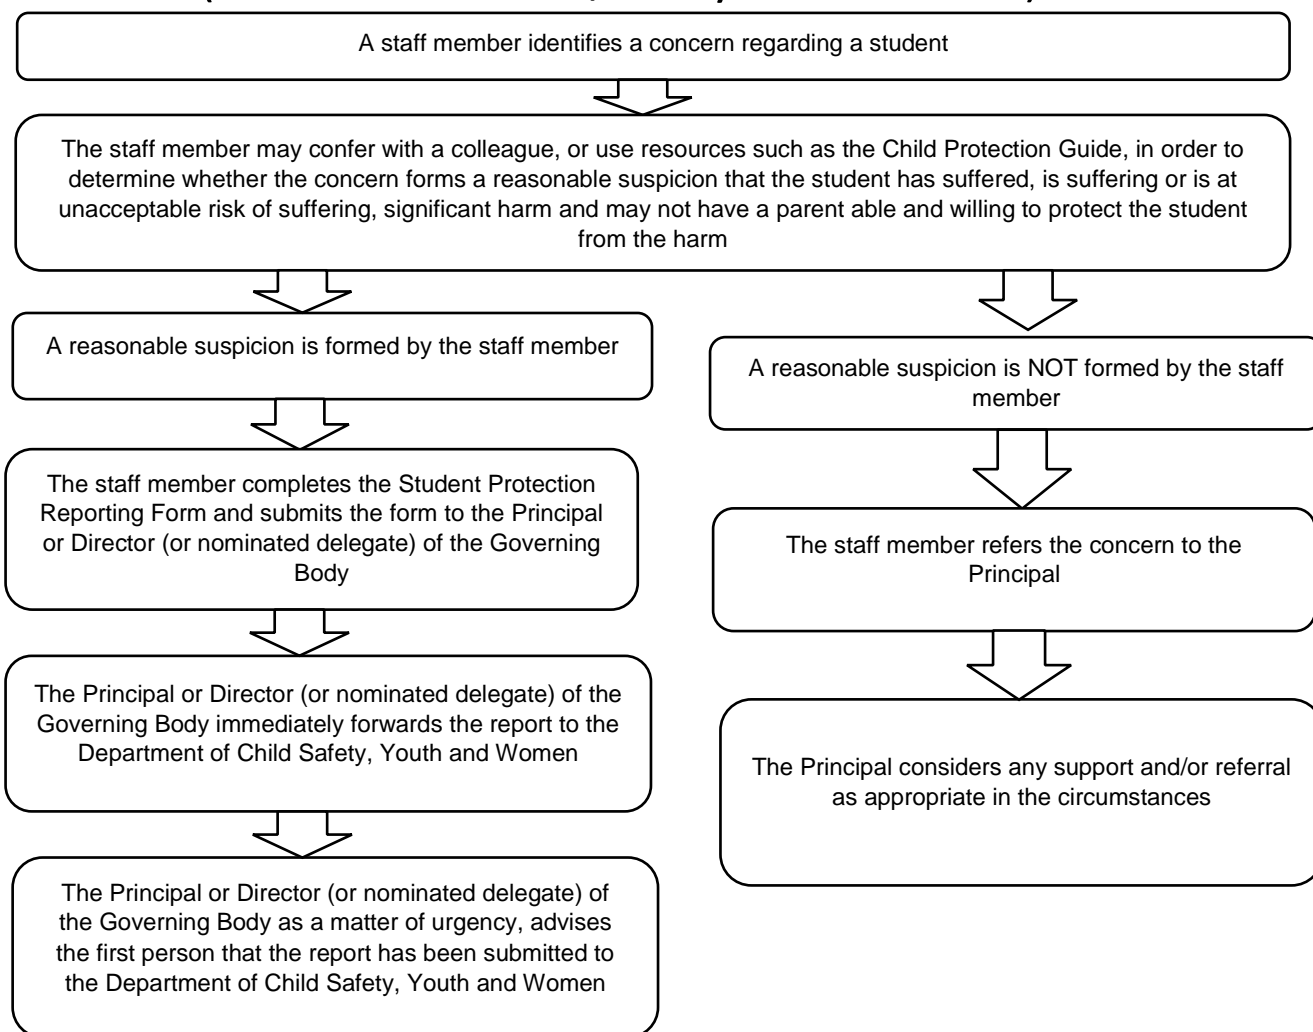 A staff member identifies a concern regarding a student
The staff member may confer with a colleague, or use resources such as the Child Protection Guide, in order to
determine whether the concern forms a reasonable suspicion that the student has suffered, is suffering or is at
unacceptable risk of suffering, significant harm and may not have a parent able and willing to protect the student
from the harm
A reasonable suspicion is formed by the staff member
The staff member completes the Student Protection
Reporting Form and submits the form to the Principal
or Director (or nominated delegate) of the Governing
Body
The Principal or Director (or nominated delegate) of the
Governing Body immediately forwards the report to the
Department of Child Safety, Youth and Women
The Principal or Director (or nominated delegate) of
the Governing Body as a matter of urgency, advises
the first person that the report has been submitted to
the Department of Child Safety, Youth and Women
A reasonable suspicion is NOT formed by the staff
member
The staff member refers the concern to the
Principal
The Principal considers any support and/or referral
as appropriate in the circumstances